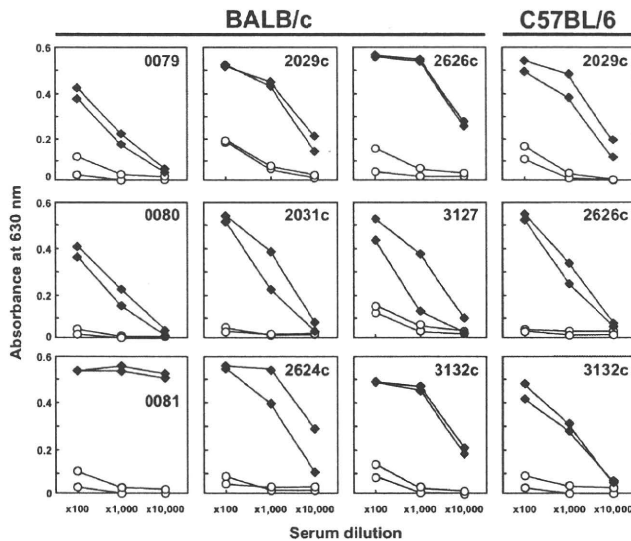 BALB/c C57BL/6
0.6 0079 2029c 2626c 2029c
0.4
0.2
0
0.6 0080 2031c 3127 2626c
0.4
0.2
0
0.6 0081 2624c 3132c 3132c
0.4
0.2
0
x100 x1,000 x10,000 x100 x1,000 x10,000 x100 x1,000 x10,000 x100 x1,000 x10,000
Absorbance at 630 nm
Serum dilution